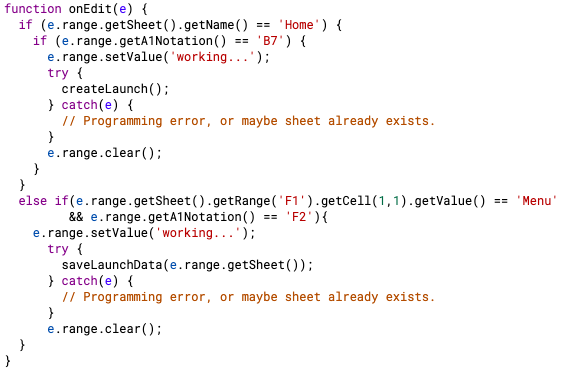 function onEdit(e) {
  if (e.range.getSheet().getName() == 'Home') {
    if (e.range.getA1Notation() == 'B7') {
      e.range.setValue('working...');
      try {
        createLaunch();
      } catch(e) {
        // Programming error, or maybe sheet already exists.
      }
      e.range.clear();
    }
  }
  else if(e.range.getSheet().getRange('F1').getCell(1,1).getValue() == 'Menu'
         && e.range.getA1Notation() == 'F2'){
    e.range.setValue('working...');
      try {
        saveLaunchData(e.range.getSheet());
      } catch(e) {
        // Programming error, or maybe sheet already exists.
      }
      e.range.clear();
  }
}